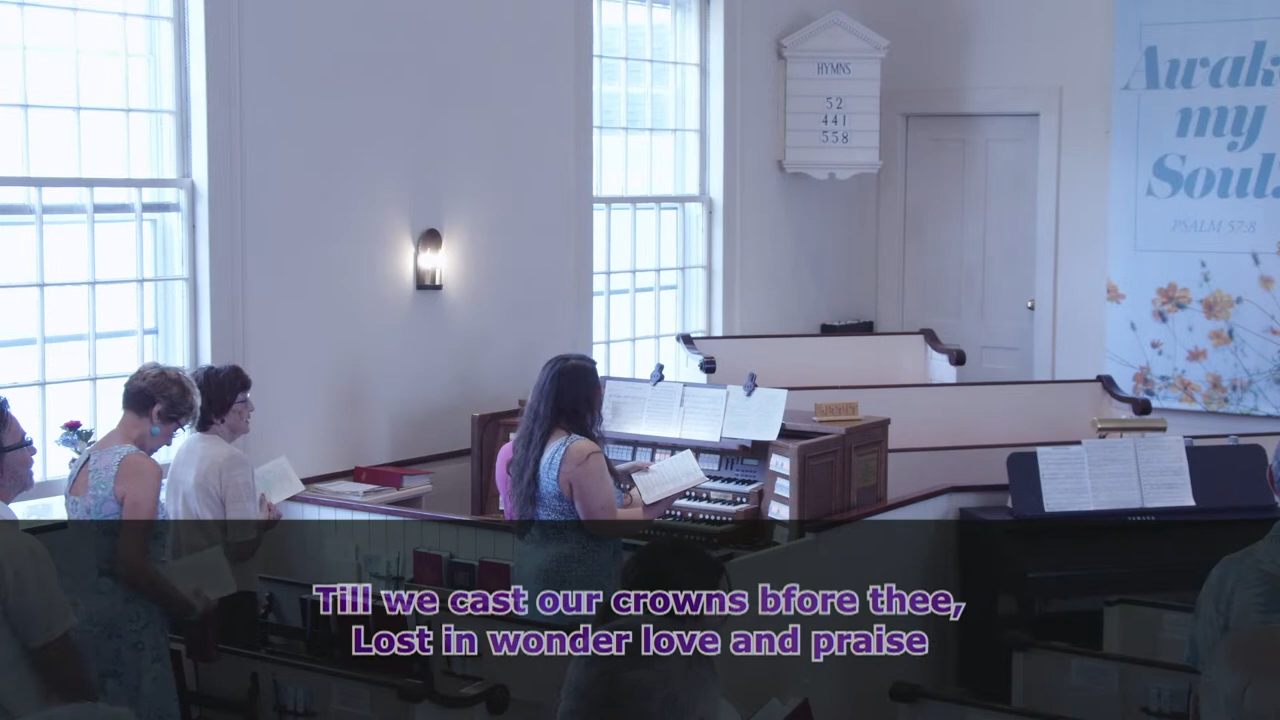 HYMNS
52
441
558
Awak
my
Soul
PSALM 57:8
YAMAHA
Till we cast our crowns bfore thee,
Lost in wonder love and praise